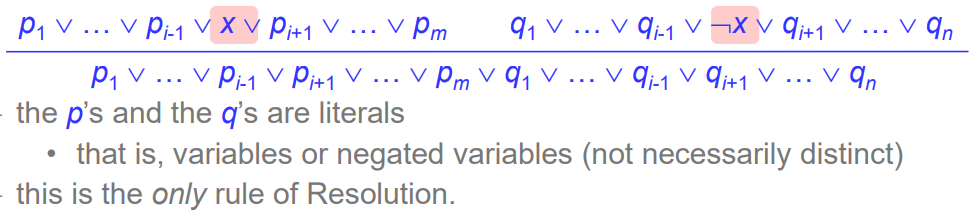 p₁ ∨ … ∨ pᵢ₋₁ ∨ x ∨ pᵢ₊₁ ∨ … ∨ pₘ q₁ ∨ … ∨ qᵢ₋₁ ∨ ¬x ∨ qᵢ₊₁ ∨ … ∨ qₙ
p₁ ∨ … ∨ pᵢ₋₁ ∨ pᵢ₊₁ ∨ … ∨ pₘ ∨ q₁ ∨ … ∨ qᵢ₋₁ ∨ qᵢ₊₁ ∨ … ∨ qₙ
the p’s and the q’s are literals
• that is, variables or negated variables (not necessarily distinct)
this is the only rule of Resolution.